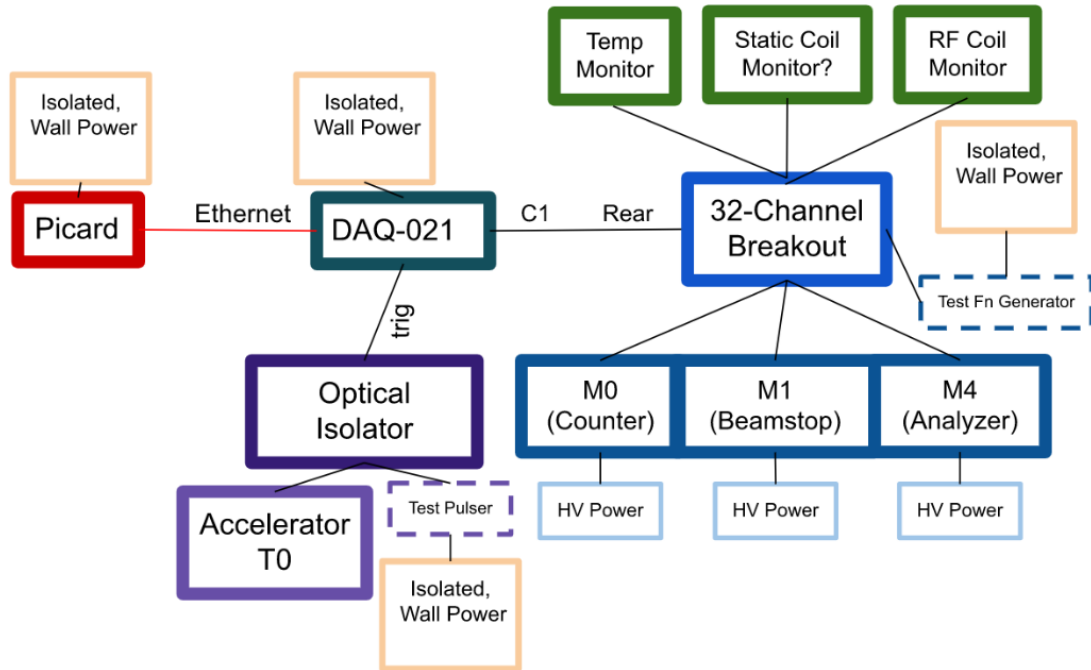 Temp
Monitor
Static Coil
Monitor?
RF Coil
Monitor
Isolated,
Wall Power
Isolated,
Wall Power
Isolated,
Wall Power
Picard
Ethernet
DAQ-021
C1
Rear
32-Channel
Breakout
Test Fn Generator
trig
Optical
Isolator
M0
(Counter)
M1
(Beamstop)
M4
(Analyzer)
Accelerator
T0
Test Pulser
HV Power
HV Power
HV Power
Isolated,
Wall Power